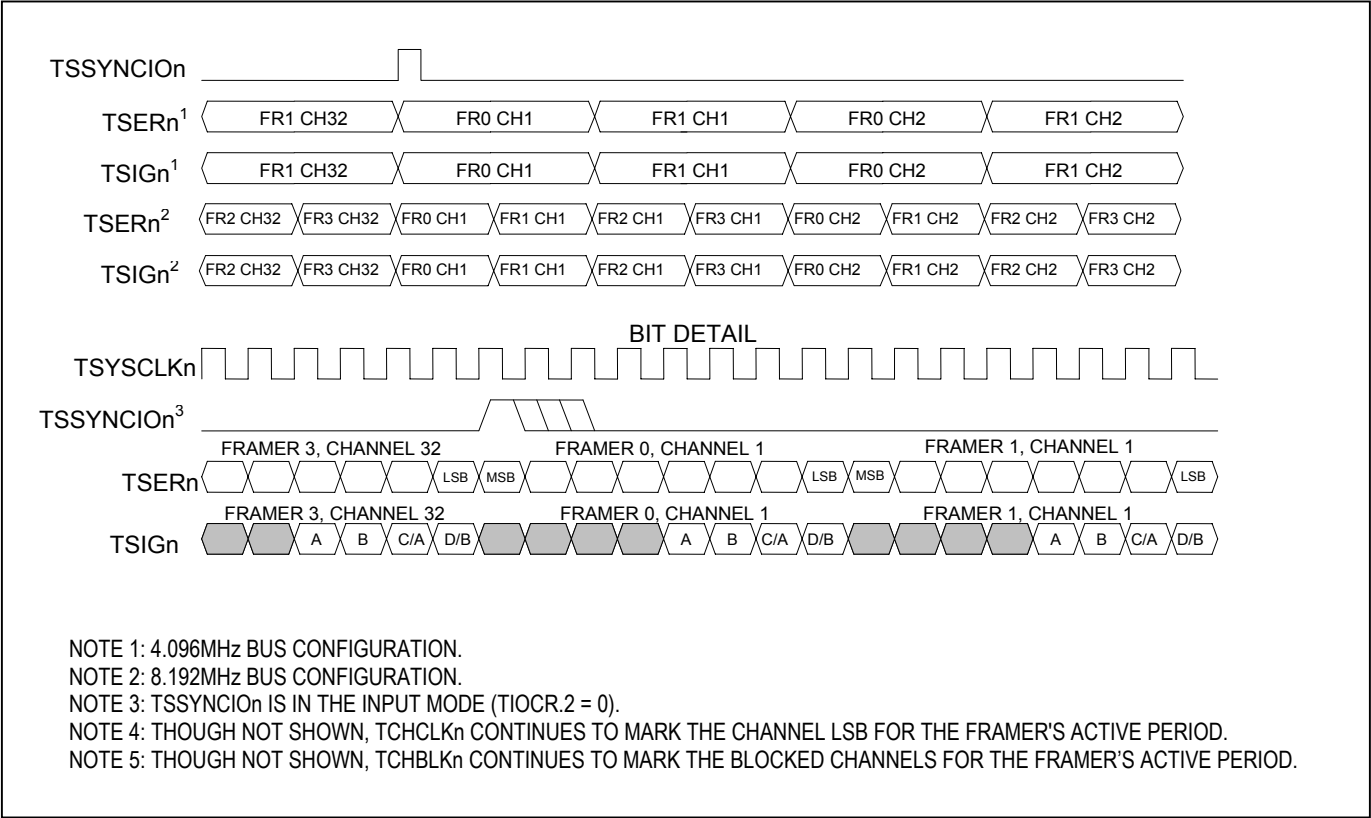 TSSYNCIOn
TSERn1 FR1 CH32 FR0 CH1 FR1 CH1 FR0 CH2 FR1 CH2
TSIGn1 FR1 CH32 FR0 CH1 FR1 CH1 FR0 CH2 FR1 CH2
TSERn2 FR2 CH32 FR3 CH32 FR0 CH1 FR1 CH1 FR2 CH1 FR3 CH1 FR0 CH2 FR1 CH2 FR2 CH2 FR3 CH2
TSIGn2 FR2 CH32 FR3 CH32 FR0 CH1 FR1 CH1 FR2 CH1 FR3 CH1 FR0 CH2 FR1 CH2 FR2 CH2 FR3 CH2
BIT DETAIL
TSYSCLKn
TSSYNCIOn3
FRAMER 3, CHANNEL 32 FRAMER 0, CHANNEL 1 FRAMER 1, CHANNEL 1
TSERn LSB MSB LSB MSB LSB
FRAMER 3, CHANNEL 32 FRAMER 0, CHANNEL 1 FRAMER 1, CHANNEL 1
TSIGn A B C/A D/B A B C/A D/B A B C/A D/B
NOTE 1: 4.096MHz BUS CONFIGURATION.
NOTE 2: 8.192MHz BUS CONFIGURATION.
NOTE 3: TSSYNCIOn IS IN THE INPUT MODE (TIOCR.2 = 0).
NOTE 4: THOUGH NOT SHOWN, TCHCLKn CONTINUES TO MARK THE CHANNEL LSB FOR THE FRAMER'S ACTIVE PERIOD.
NOTE 5: THOUGH NOT SHOWN, TCHBLKn CONTINUES TO MARK THE BLOCKED CHANNELS FOR THE FRAMER’S ACTIVE PERIOD.